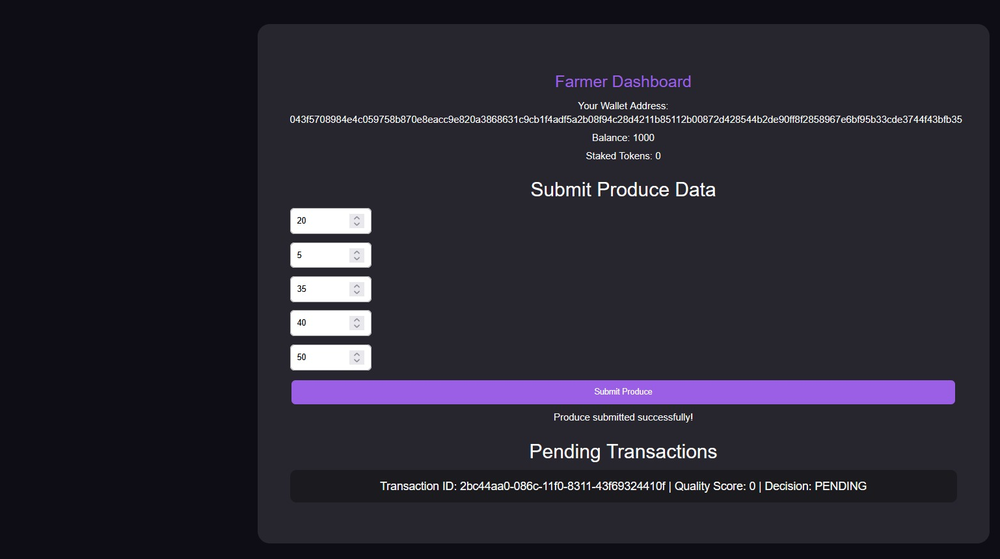 Farmer Dashboard
Your Wallet Address:
043f5708984e4c059758b870e8eacc9e820a3868631c9cb1f4adf5a2b08f94c28d4211b85112b00872d428544b2de90ff8f2858967e6bf95b33cde3744f43bfb35
Balance: 1000
Staked Tokens: 0
Submit Produce Data
20
5
35
40
50
Submit Produce
Produce submitted successfully!
Pending Transactions
Transaction ID: 2bc44aa0-086c-11f0-8311-43f69324410f | Quality Score: 0 | Decision: PENDING